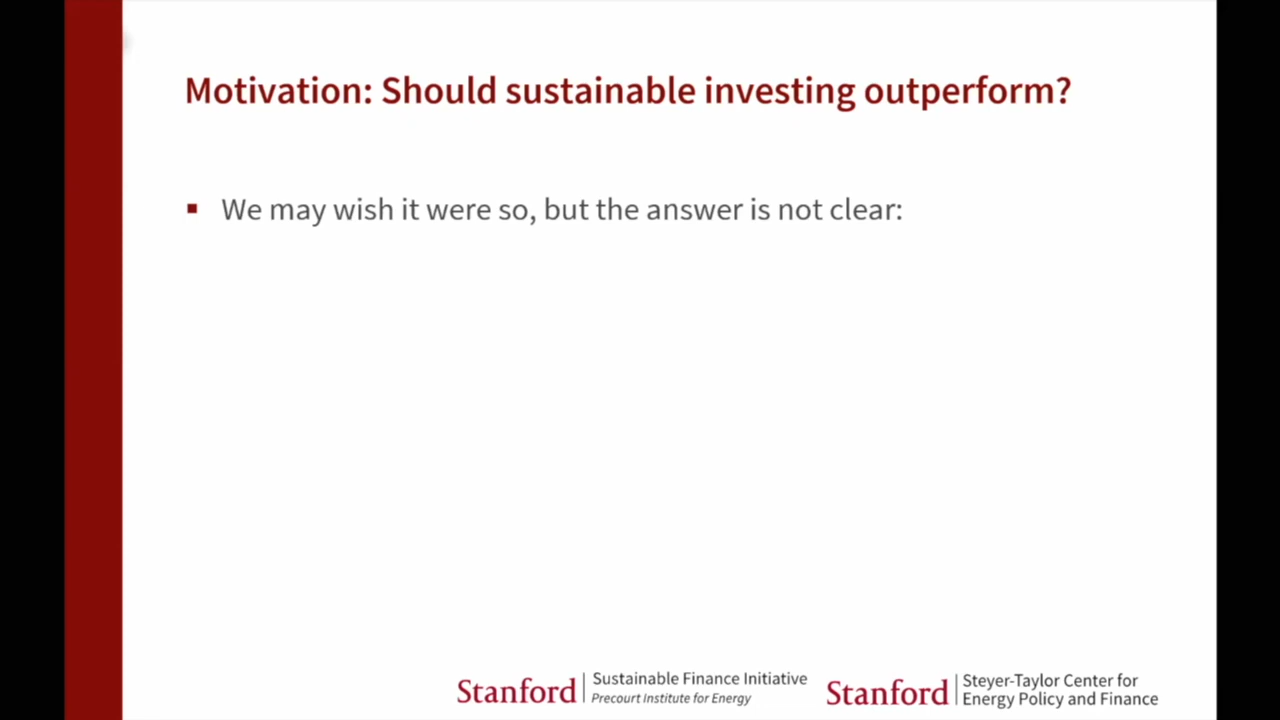 Motivation: Should sustainable investing outperform?
▪ We may wish it were so, but the answer is not clear:
Stanford | Sustainable Finance Initiative
Precourt Institute for Energy
Stanford | Steyer-Taylor Center for
Energy Policy and Finance